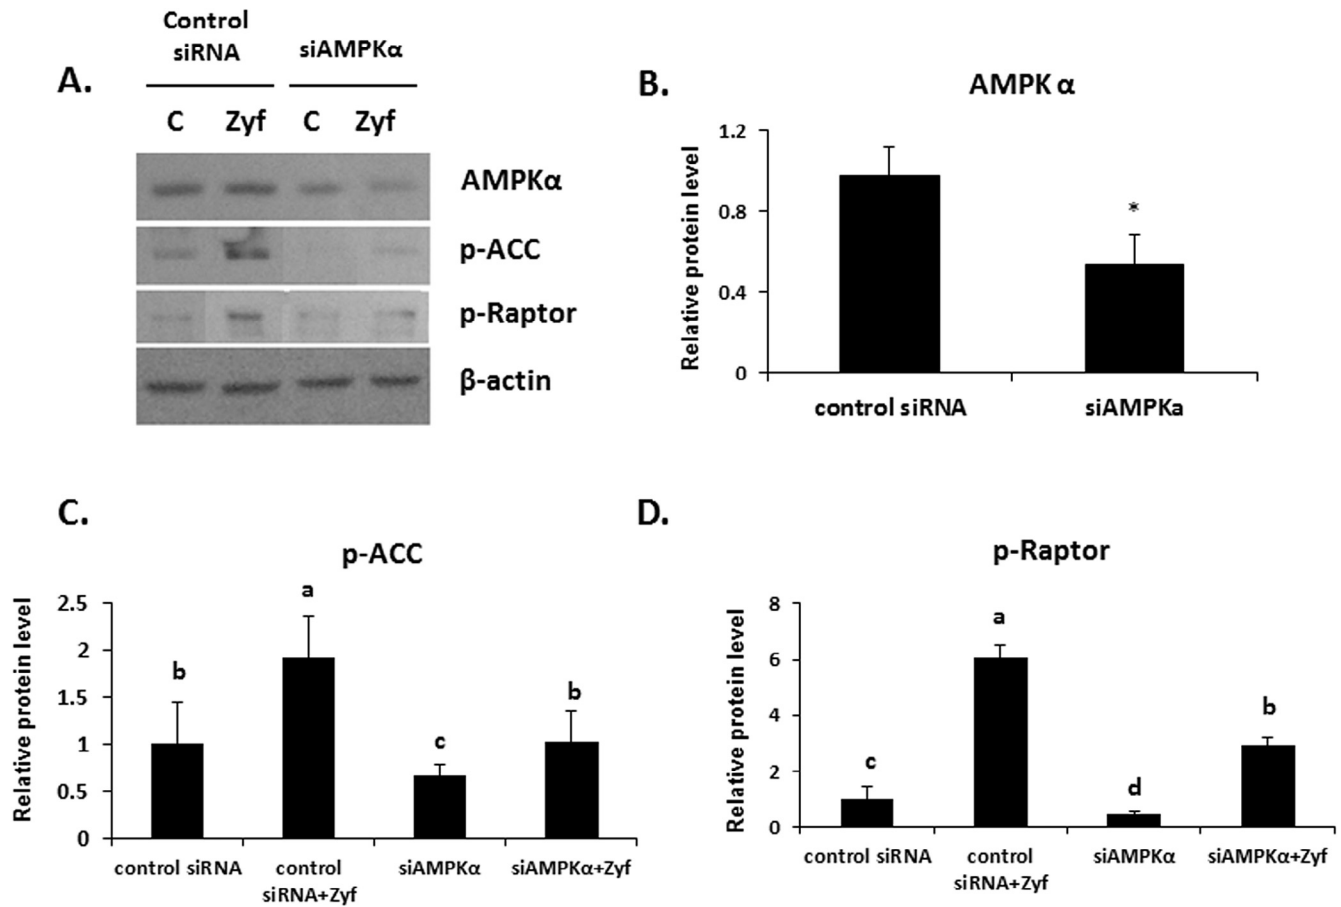 Control
siRNA
siAMPKα
A.
C Zyf C Zyf
AMPKα
p-ACC
p-Raptor
β-actin
B.
AMPK α
Relative protein level
1.2
0.8
0.4
0
*
control siRNA
siAMPKa
C.
p-ACC
Relative protein level
2.5
2
1.5
1
0.5
0
b
a
c
b
control siRNA
control
siRNA+Zyf
siAMPKα
siAMPKα+Zyf
D.
p-Raptor
Relative protein level
8
6
4
2
0
c
a
d
b
control siRNA
control
siRNA+Zyf
siAMPKα
siAMPKα+Zyf